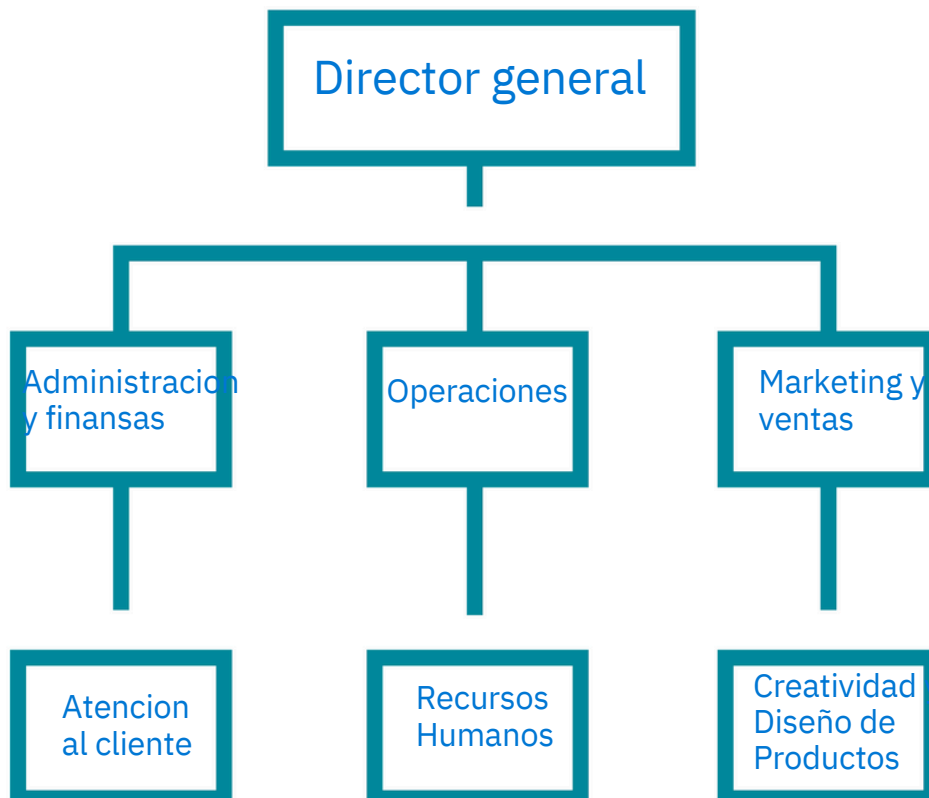 Director general
Administracion
y finansas
Operaciones
Marketing y
ventas
Atencion
al cliente
Recursos
Humanos
Creatividad
Diseño de
Productos